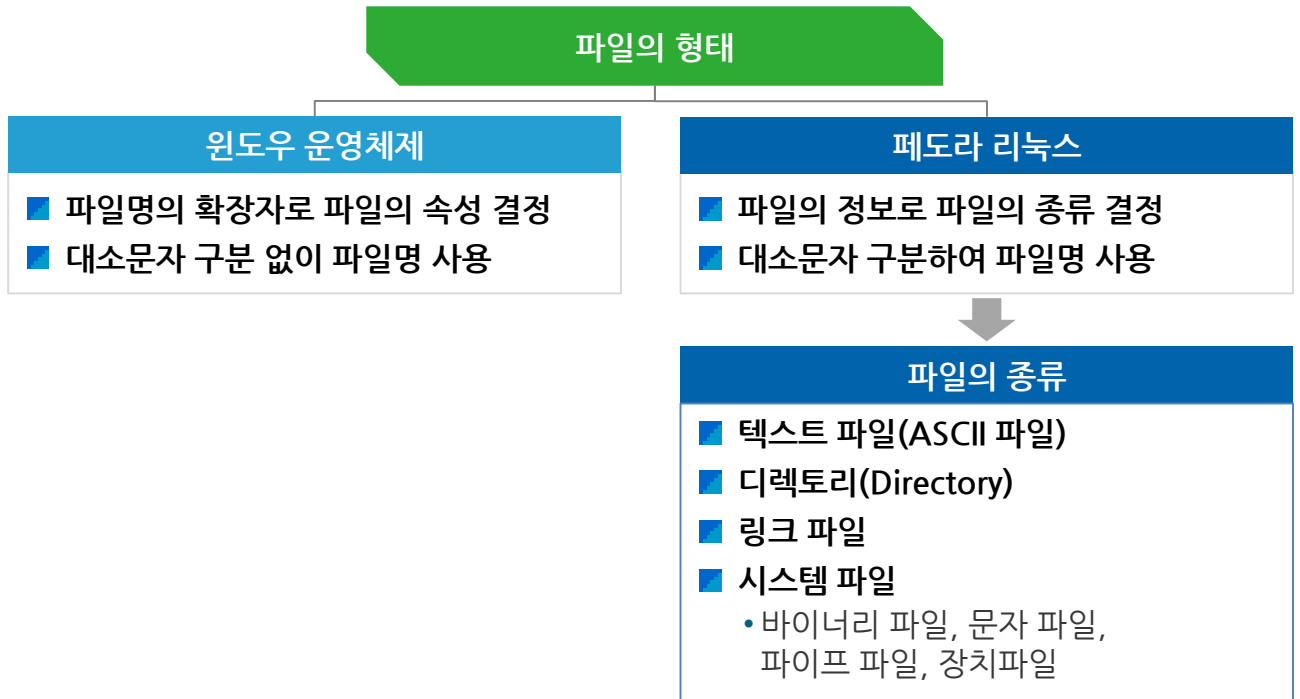 파일의 형태
윈도우 운영체제
파일명의 확장자로 파일의 속성 결정
대소문자 구분 없이 파일명 사용
페도라 리눅스
파일의 정보로 파일의 종류 결정
대소문자 구분하여 파일명 사용
파일의 종류
텍스트 파일(ASCII 파일)
디렉토리(Directory)
링크 파일
시스템 파일
• 바이너리 파일, 문자 파일,
파이프 파일, 장치파일